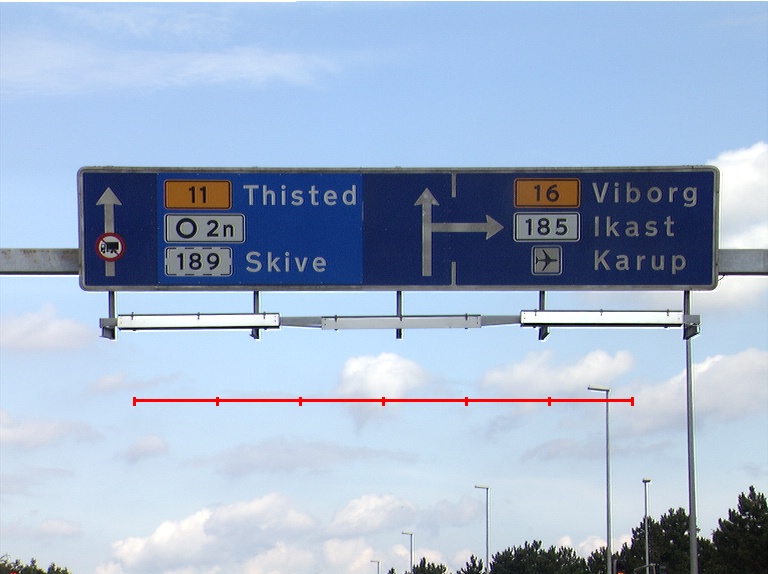 11 Thisted
O 2n
189 Skive
16 Viborg
185 Ikast
Karup